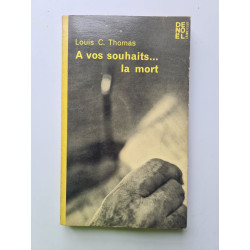 Louis C. Thomas
A vos souhaits...
la mort
DE
NO
EL